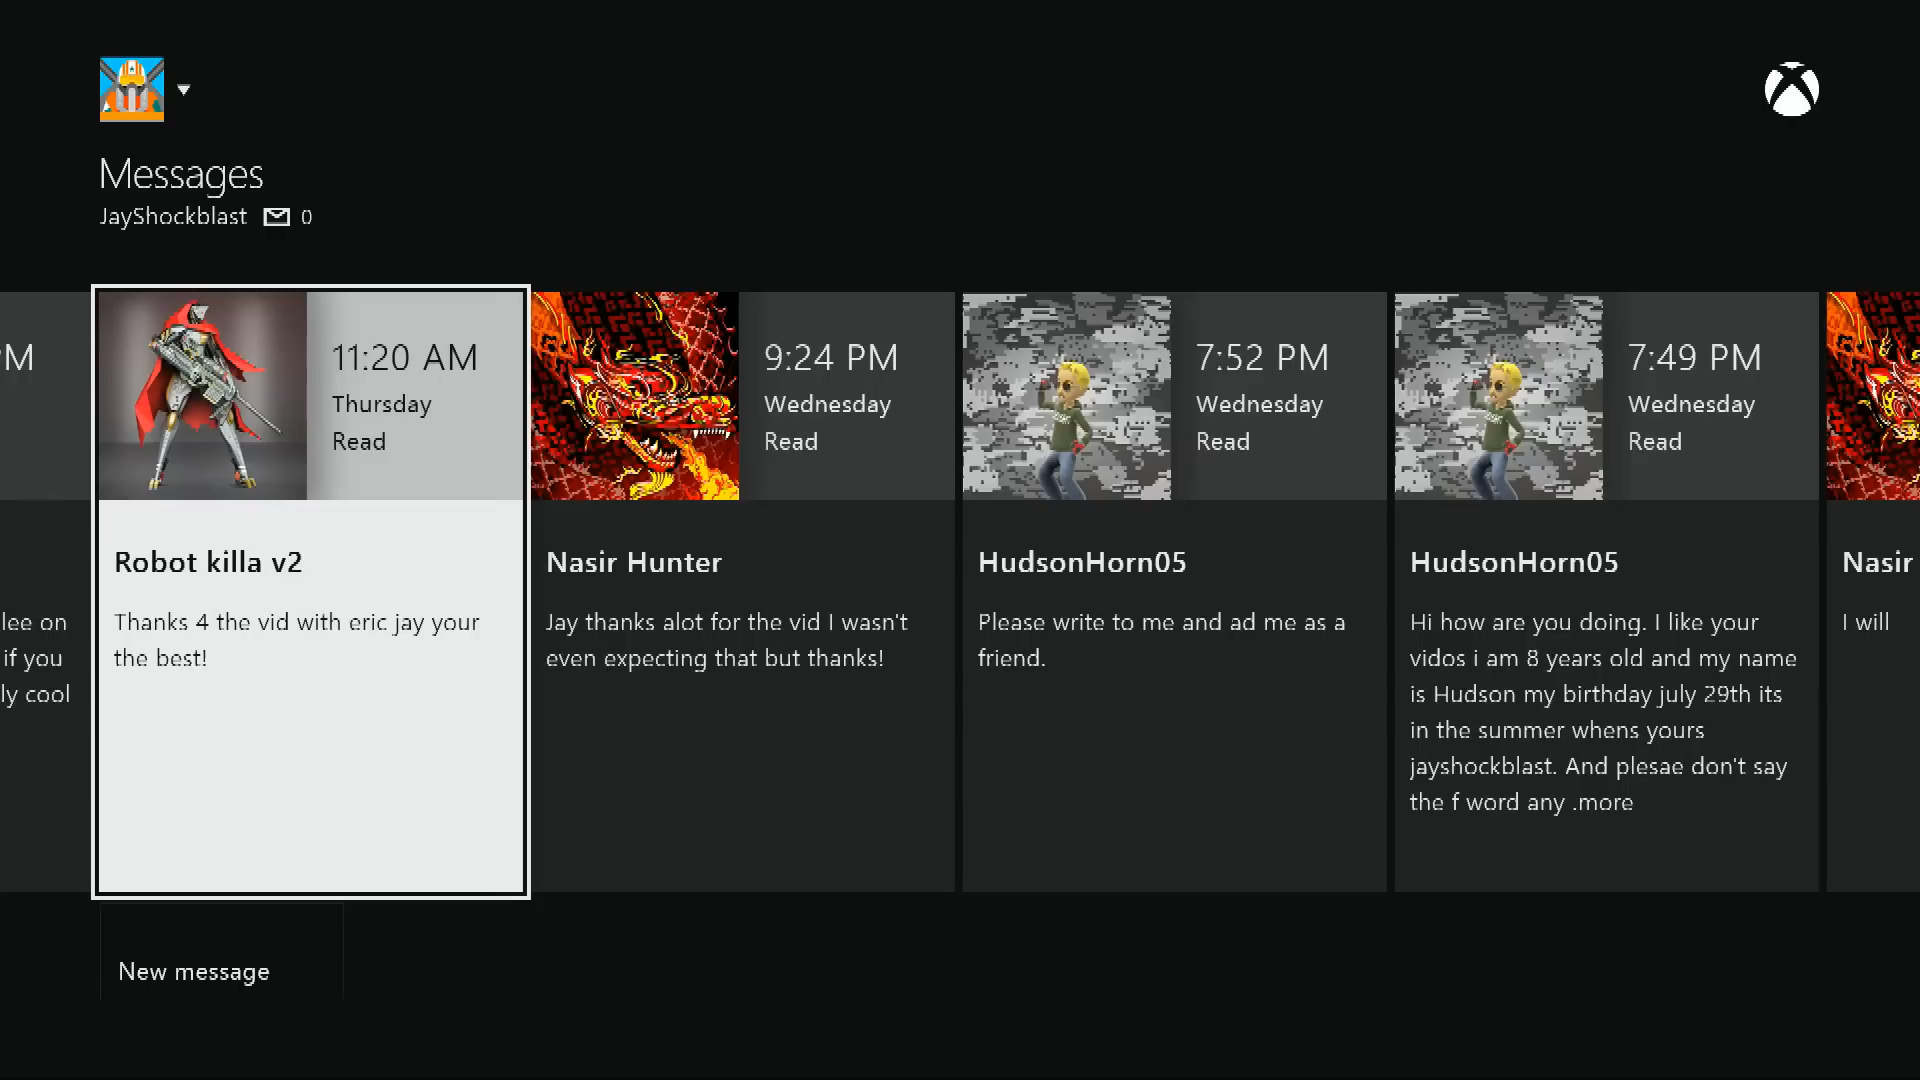 Messages
JayShockblast 0
PM
lee on
if you
ly cool
11:20 AM
Thursday
Read
Robot killa v2
Thanks 4 the vid with eric jay your
the best!
9:24 PM
Wednesday
Read
Nasir Hunter
Jay thanks alot for the vid I wasn't
even expecting that but thanks!
7:52 PM
Wednesday
Read
HudsonHorn05
Please write to me and ad me as a
friend.
7:49 PM
Wednesday
Read
HudsonHorn05
Hi how are you doing. I like your
vidos i am 8 years old and my name
is Hudson my birthday july 29th its
in the summer whens yours
jayshockblast. And plesae don't say
the f word any .more
Nasir
I will
New message